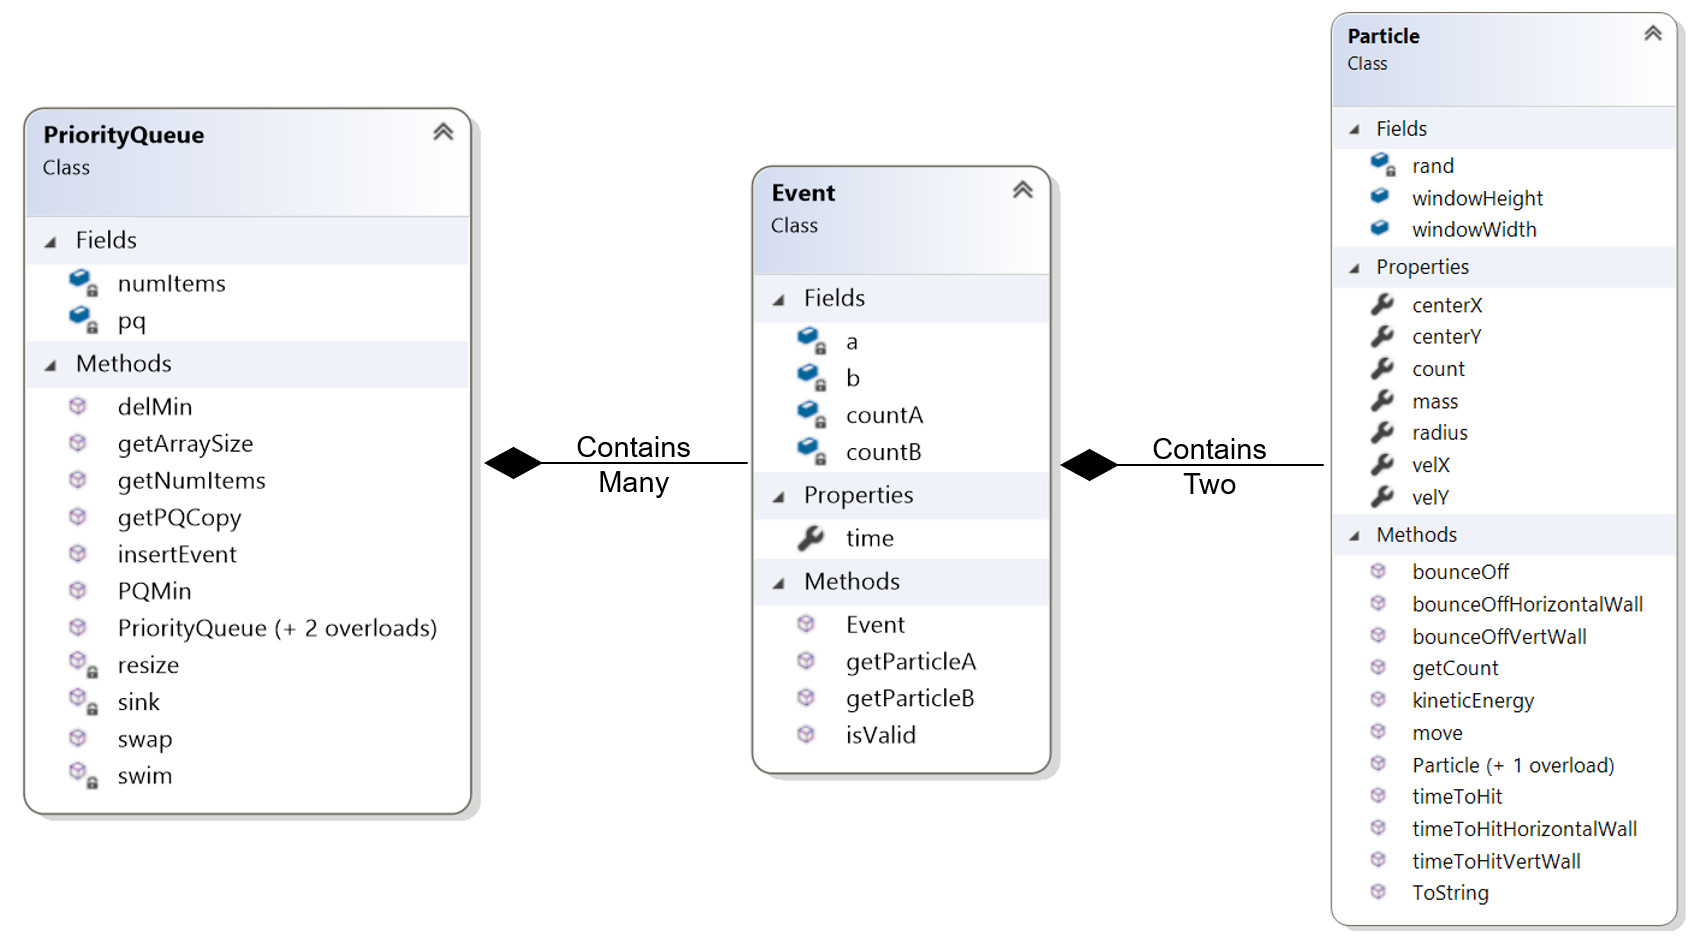 PriorityQueue
Class
Fields
numItems
pq
Methods
delMin
getArraySize
getNumItems
getPQCopy
insertEvent
PQMin
PriorityQueue (+ 2 overloads)
resize
sink
swap
swim
Contains
Many
Event
Class
Fields
a
b
countA
countB
Properties
time
Methods
Event
getParticleA
getParticleB
isValid
Contains
Two
Particle
Class
Fields
rand
windowHeight
windowWidth
Properties
centerX
centerY
count
mass
radius
velX
velY
Methods
bounceOff
bounceOffHorizontalWall
bounceOffVertWall
getCount
kineticEnergy
move
Particle (+ 1 overload)
timeToHit
timeToHitHorizontalWall
timeToHitVertWall
ToString